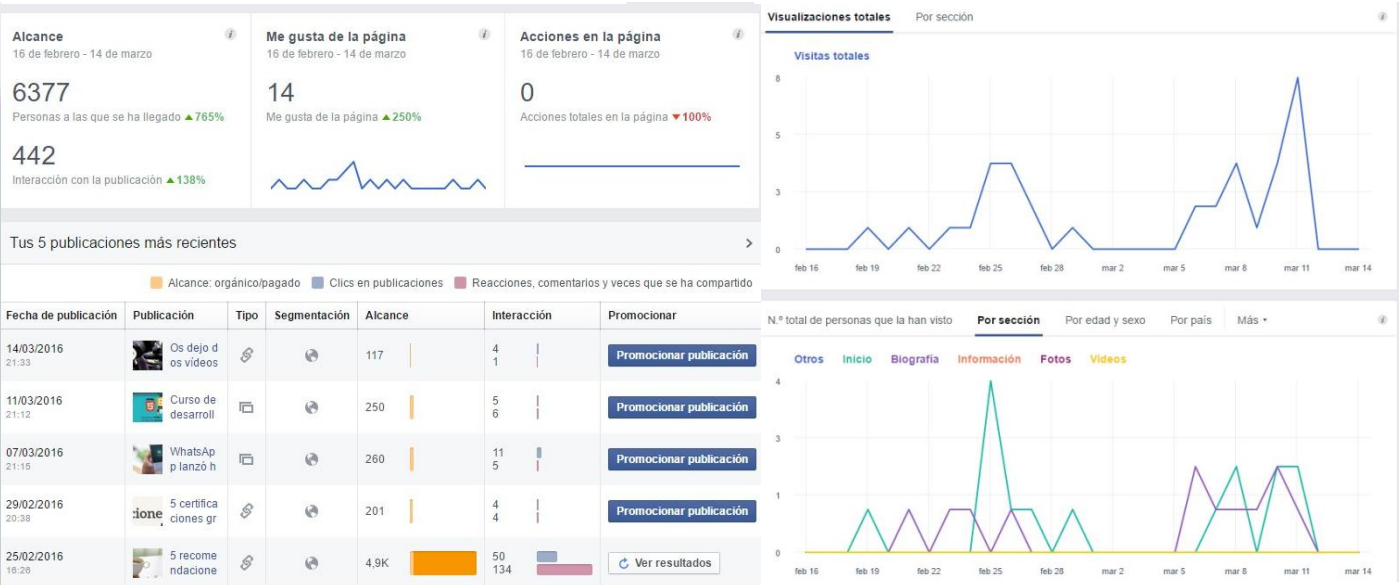 Alcance
16 de febrero - 14 de marzo
6377
Personas a las que se ha llegado ▲765%
442
Interacción con la publicación ▲138%
Me gusta de la página
16 de febrero - 14 de marzo
14
Me gusta de la página ▲250%
Acciones en la página
16 de febrero - 14 de marzo
0
Acciones totales en la página ▼100%
Tus 5 publicaciones más recientes
Alcance: orgánico/pagado Clics en publicaciones Reacciones, comentarios y veces que se ha compartido
Fecha de publicación Publicación Tipo Segmentación Alcance Interacción Promocionar
14/03/2016
21:33
Os dejo d
os vídeos
117
4
1
Promocionar publicación
11/03/2016
21:12
Curso de
desarroll
250
5
6
Promocionar publicación
07/03/2016
21:15
WhatsAp
p lanzó h
260
11
5
Promocionar publicación
29/02/2016
20:38
cione
5 certifica
ciones gr
201
4
4
Promocionar publicación
25/02/2016
16:26
5 recome
ndacione
4,9K
50
134
Ver resultados
Visualizaciones totales Por sección
Visitas totales
8
5
3
0
feb 16 feb 19 feb 22 feb 25 feb 28 mar 2 mar 5 mar 8 mar 11 mar 14
N.º total de personas que la han visto Por sección Por edad y sexo Por país Más
Otros Inicio Biografía Información Fotos Videos
4
3
1
0
feb 16 feb 19 feb 22 feb 25 feb 28 mar 2 mar 5 mar 8 mar 11 mar 14